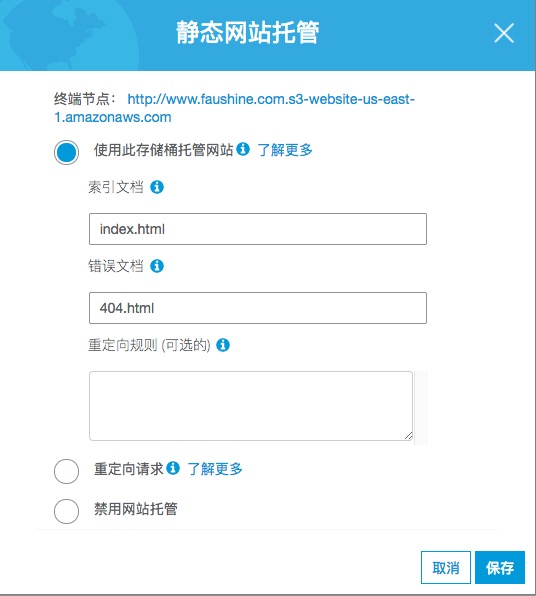 静态网站托管
终端节点： http://www.faushine.com.s3-website-us-east-
1.amazonaws.com
使用此存储桶托管网站 了解更多
索引文档
index.html
错误文档
404.html
重定向规则 (可选的)
重定向请求 了解更多
禁用网站托管
取消 保存